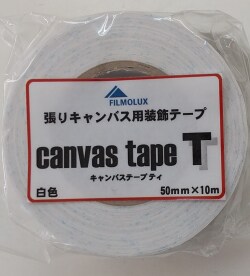 FILMOLUX
張りキャンバス用装飾テープ
canvas tape T
キャンバステープ ティ
白色
50mm×10m